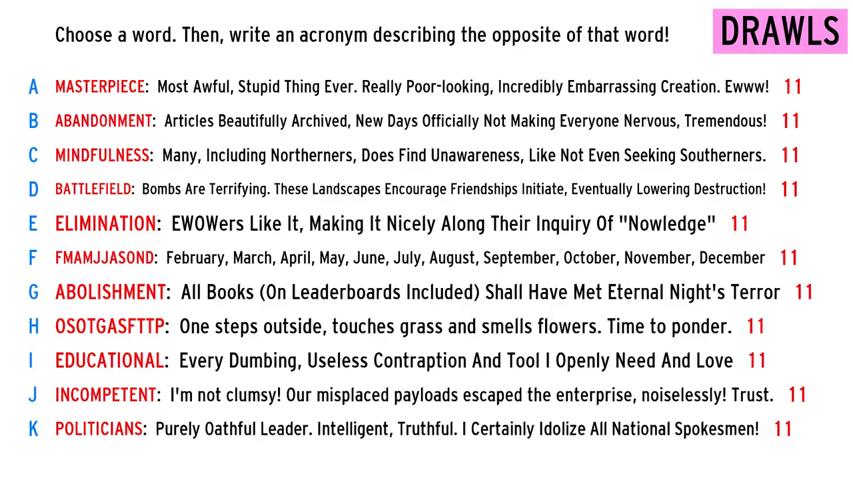 Choose a word. Then, write an acronym describing the opposite of that word!
DRAWLS
A MASTERPIECE: Most Awful, Stupid Thing Ever. Really Poor-looking, Incredibly Embarrassing Creation. Ewww! 11
B ABANDONMENT: Articles Beautifully Archived, New Days Officially Not Making Everyone Nervous, Tremendous! 11
C MINDFULNESS: Many, Including Northerners, Does Find Unawareness, Like Not Even Seeking Southerners. 11
D BATTLEFIELD: Bombs Are Terrifying. These Landscapes Encourage Friendships Initiate, Eventually Lowering Destruction! 11
E ELIMINATION: EWOWers Like It, Making It Nicely Along Their Inquiry Of "Nowledge" 11
F FMAMJJASOND: February, March, April, May, June, July, August, September, October, November, December 11
G ABOLISHMENT: All Books (On Leaderboards Included) Shall Have Met Eternal Night's Terror 11
H OSOTGASFTTP: One steps outside, touches grass and smells flowers. Time to ponder. 11
I EDUCATIONAL: Every Dumbing, Useless Contraption And Tool I Openly Need And Love 11
J INCOMPETENT: I'm not clumsy! Our misplaced payloads escaped the enterprise, noiselessly! Trust. 11
K POLITICIANS: Purely Oathful Leader. Intelligent, Truthful. I Certainly Idolize All National Spokesmen! 11